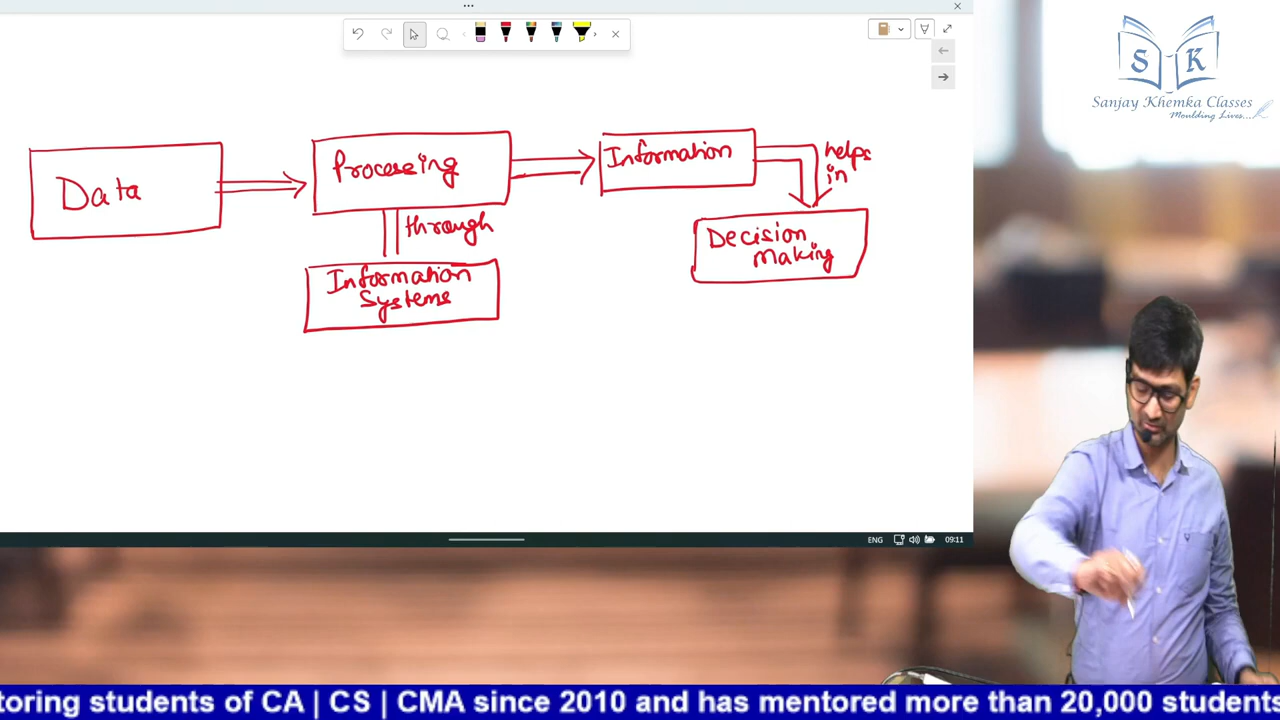 S K
Sanjay Khemka Classes
Moulding Lives...
Data
Processing
Information
helps
in
through
Decision
Making
Information
Systems
ENG
09:11
toring students of CA | CS | CMA since 2010 and has mentored more than 20,000 students